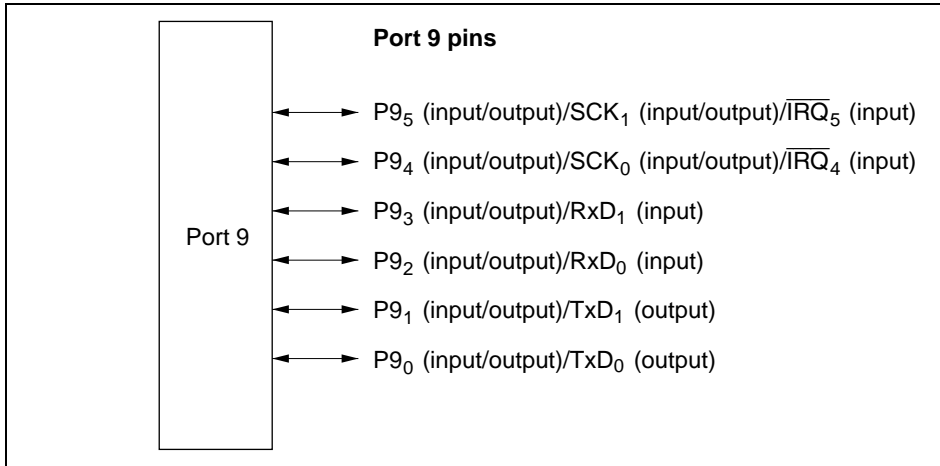 Port 9 pins
P9₅ (input/output)/SCK₁ (input/output)/I̅R̅Q̅₅ (input)
P9₄ (input/output)/SCK₀ (input/output)/I̅R̅Q̅₄ (input)
P9₃ (input/output)/RxD₁ (input)
Port 9
P9₂ (input/output)/RxD₀ (input)
P9₁ (input/output)/TxD₁ (output)
P9₀ (input/output)/TxD₀ (output)